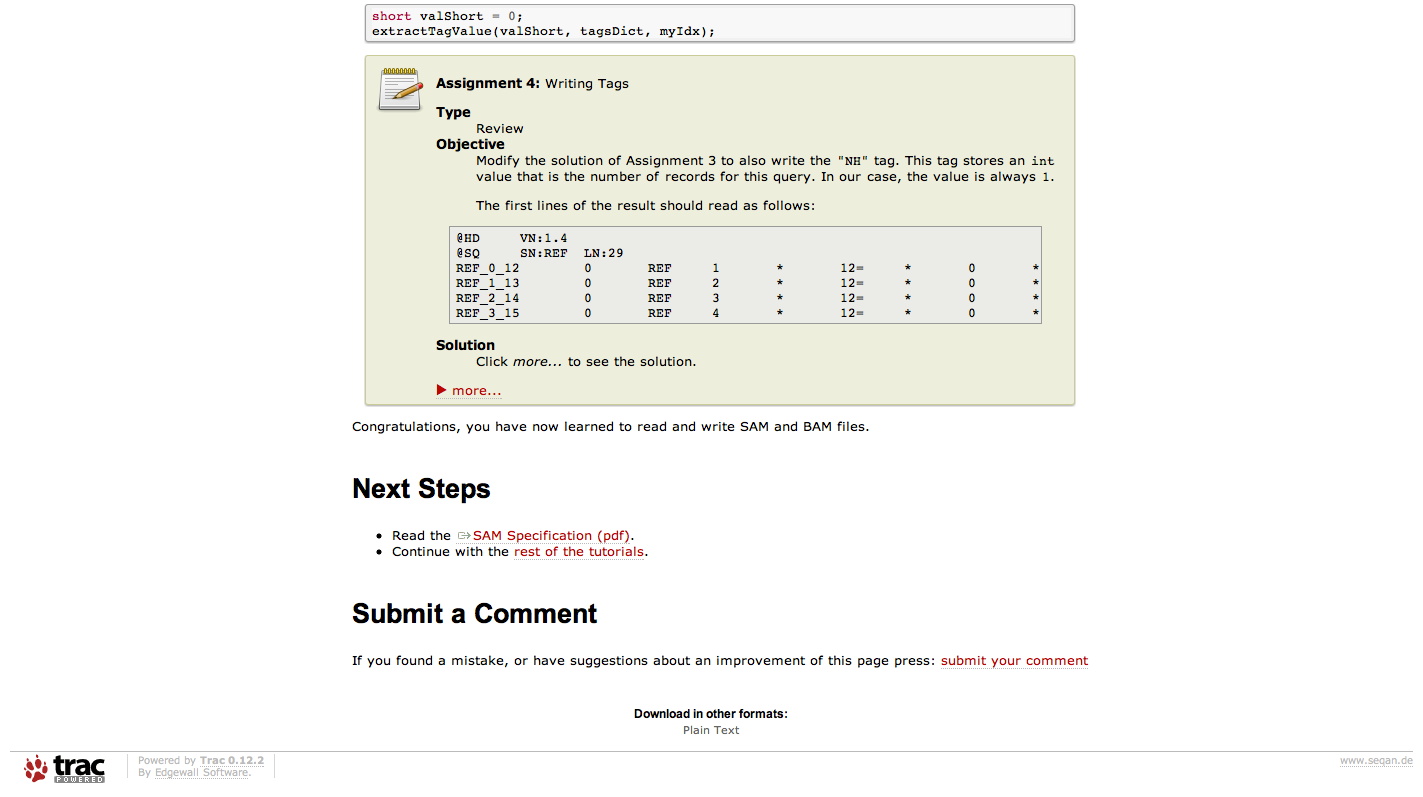 short valShort = 0;
extractTagValue(valShort, tagsDict, myIdx);
Assignment 4: Writing Tags
Type
Review
Objective
Modify the solution of Assignment 3 to also write the "NH" tag. This tag stores an int
value that is the number of records for this query. In our case, the value is always 1.
The first lines of the result should read as follows:
@HD VN:1.4
@SQ SN:REF LN:29
REF_0_12 0 REF 1 * 12= * 0 *
REF_1_13 0 REF 2 * 12= * 0 *
REF_2_14 0 REF 3 * 12= * 0 *
REF_3_15 0 REF 4 * 12= * 0 *
Solution
Click more... to see the solution.
more...
Congratulations, you have now learned to read and write SAM and BAM files.
Next Steps
Read the SAM Specification (pdf).
Continue with the rest of the tutorials.
Submit a Comment
If you found a mistake, or have suggestions about an improvement of this page press: submit your comment
Download in other formats:
Plain Text
trac POWERED
Powered by Trac 0.12.2
By Edgewall Software.
www.seqan.de